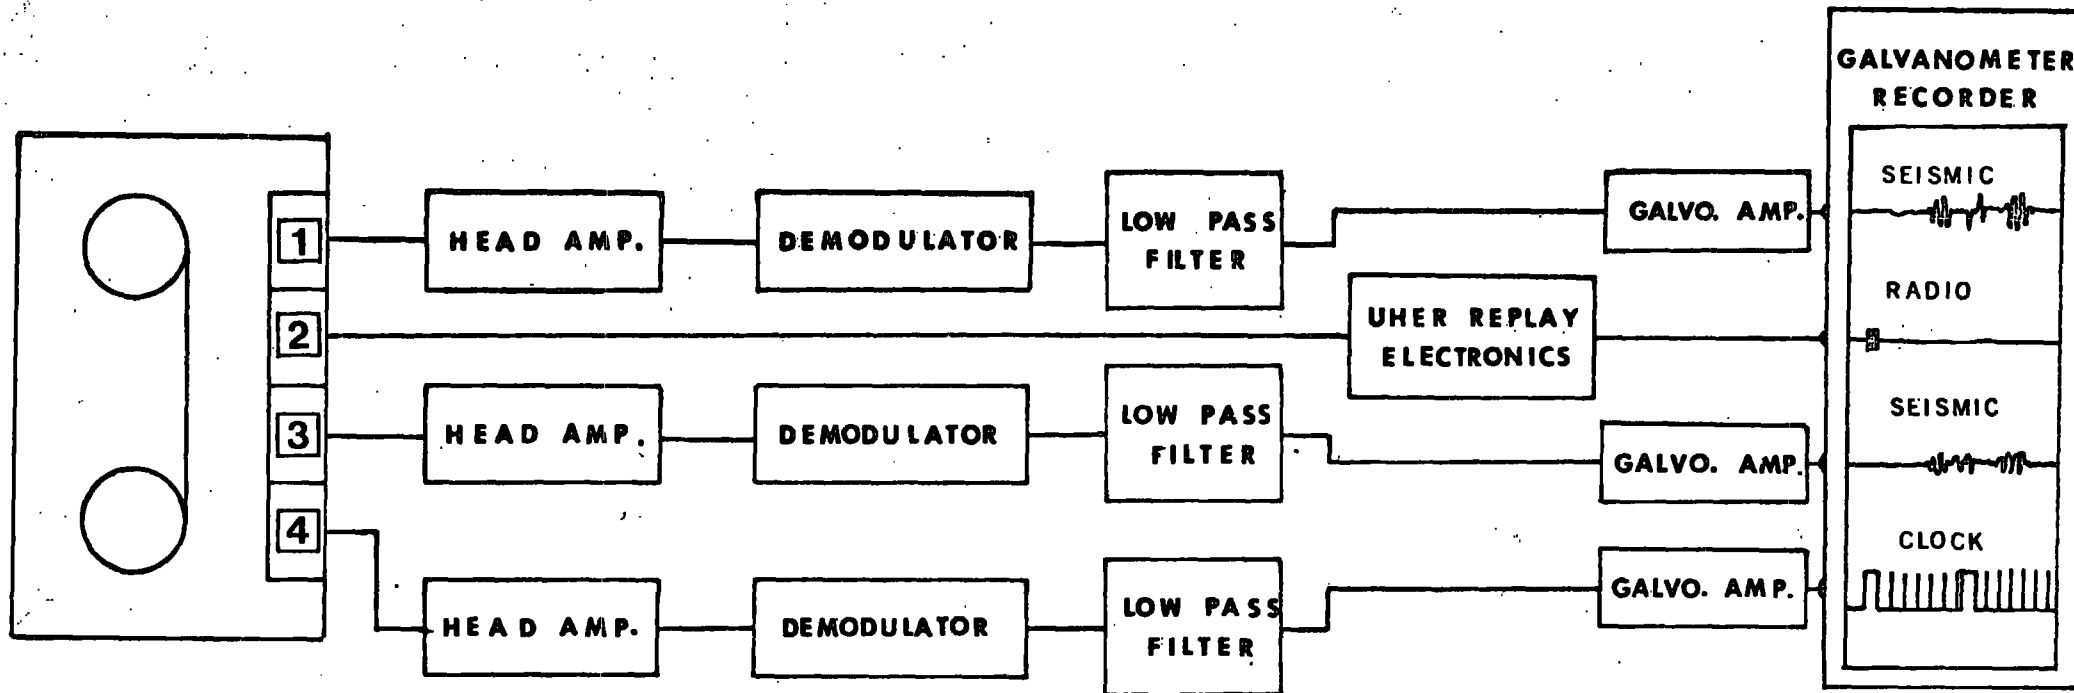 GALVANOMETER
RECORDER
1
HEAD AMP.
DEMODULATOR
LOW PASS
FILTER
GALVO. AMP.
SEISMIC
2
UHER REPLAY
ELECTRONICS
RADIO
3
HEAD AMP.
DEMODULATOR
LOW PASS
FILTER
GALVO. AMP.
SEISMIC
4
HEAD AMP.
DEMODULATOR
LOW PASS
FILTER
GALVO. AMP.
CLOCK